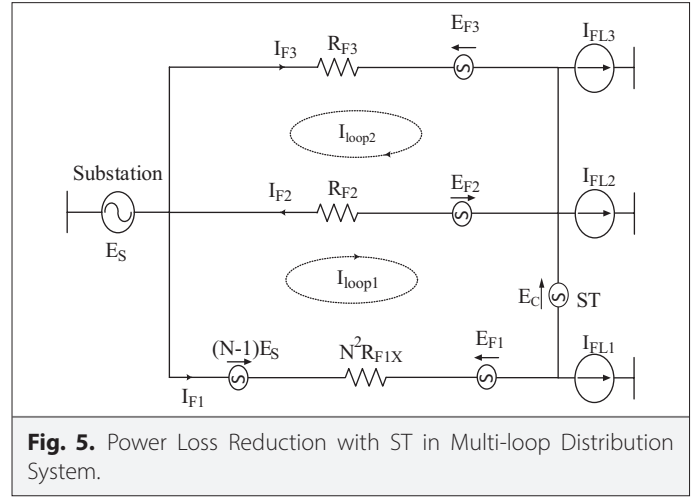 E_F3
I_FL3
I_F3
R_F3
S
I_loop2
Substation
I_F2
R_F2
E_F2
I_FL2
S
E_S
I_loop1
E_C
S
ST
(N-1)E_S
N²R_F1X
E_F1
I_FL1
S
S
I_F1
Fig. 5. Power Loss Reduction with ST in Multi-loop Distribution
System.